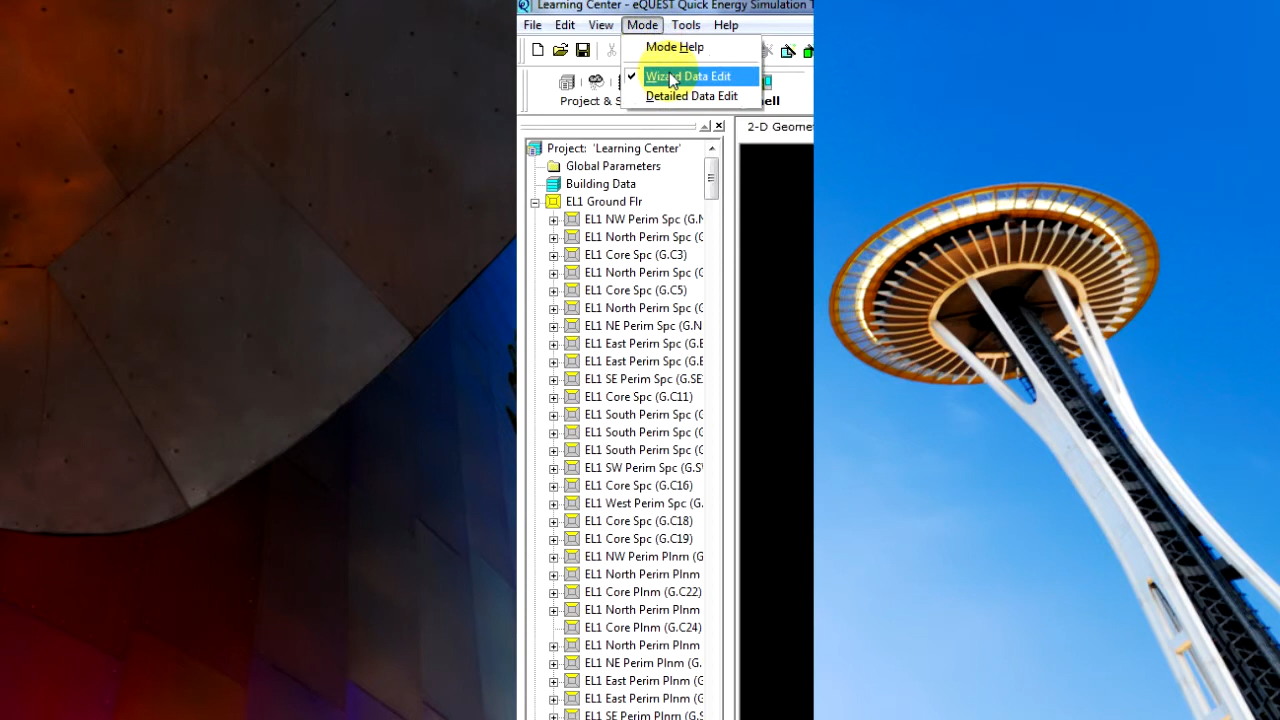 Learning Center - eQUEST Quick Energy Simulation T
File Edit View Mode Tools Help
Mode Help
Wizard Data Edit
Detailed Data Edit
Project & S
ell
2-D Geomet
Project: 'Learning Center'
Global Parameters
Building Data
EL1 Ground Flr
EL1 NW Perim Spc (G.N
EL1 North Perim Spc (G
EL1 Core Spc (G.C3)
EL1 North Perim Spc (G
EL1 Core Spc (G.C5)
EL1 North Perim Spc (G
EL1 NE Perim Spc (G.N
EL1 East Perim Spc (G.E
EL1 East Perim Spc (G.E
EL1 SE Perim Spc (G.SE
EL1 Core Spc (G.C11)
EL1 South Perim Spc (G
EL1 South Perim Spc (G
EL1 South Perim Spc (G
EL1 SW Perim Spc (G.S
EL1 Core Spc (G.C16)
EL1 West Perim Spc (G.
EL1 Core Spc (G.C18)
EL1 Core Spc (G.C19)
EL1 NW Perim Plnm (G
EL1 North Perim Plnm
EL1 Core Plnm (G.C22)
EL1 North Perim Plnm
EL1 Core Plnm (G.C24)
EL1 North Perim Plnm
EL1 NE Perim Plnm (G.
EL1 East Perim Plnm (G
EL1 East Perim Plnm (G
EL1 SE Perim Plnm (G